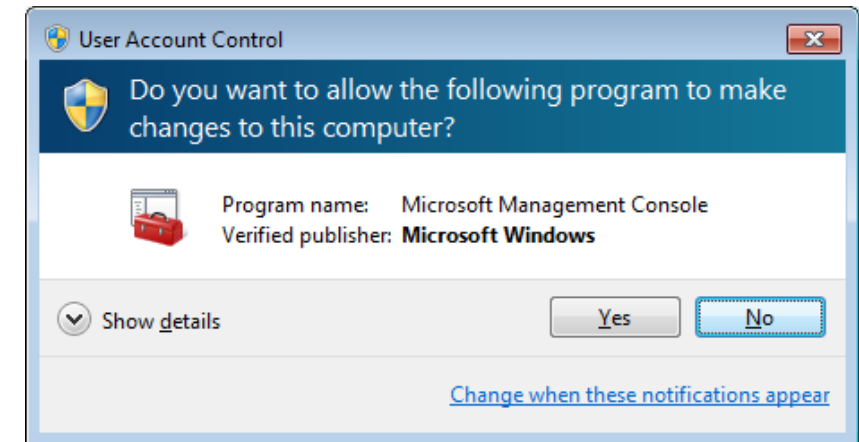 User Account Control
Do you want to allow the following program to make
changes to this computer?
Program name: Microsoft Management Console
Verified publisher: Microsoft Windows
Show details
Yes
No
Change when these notifications appear